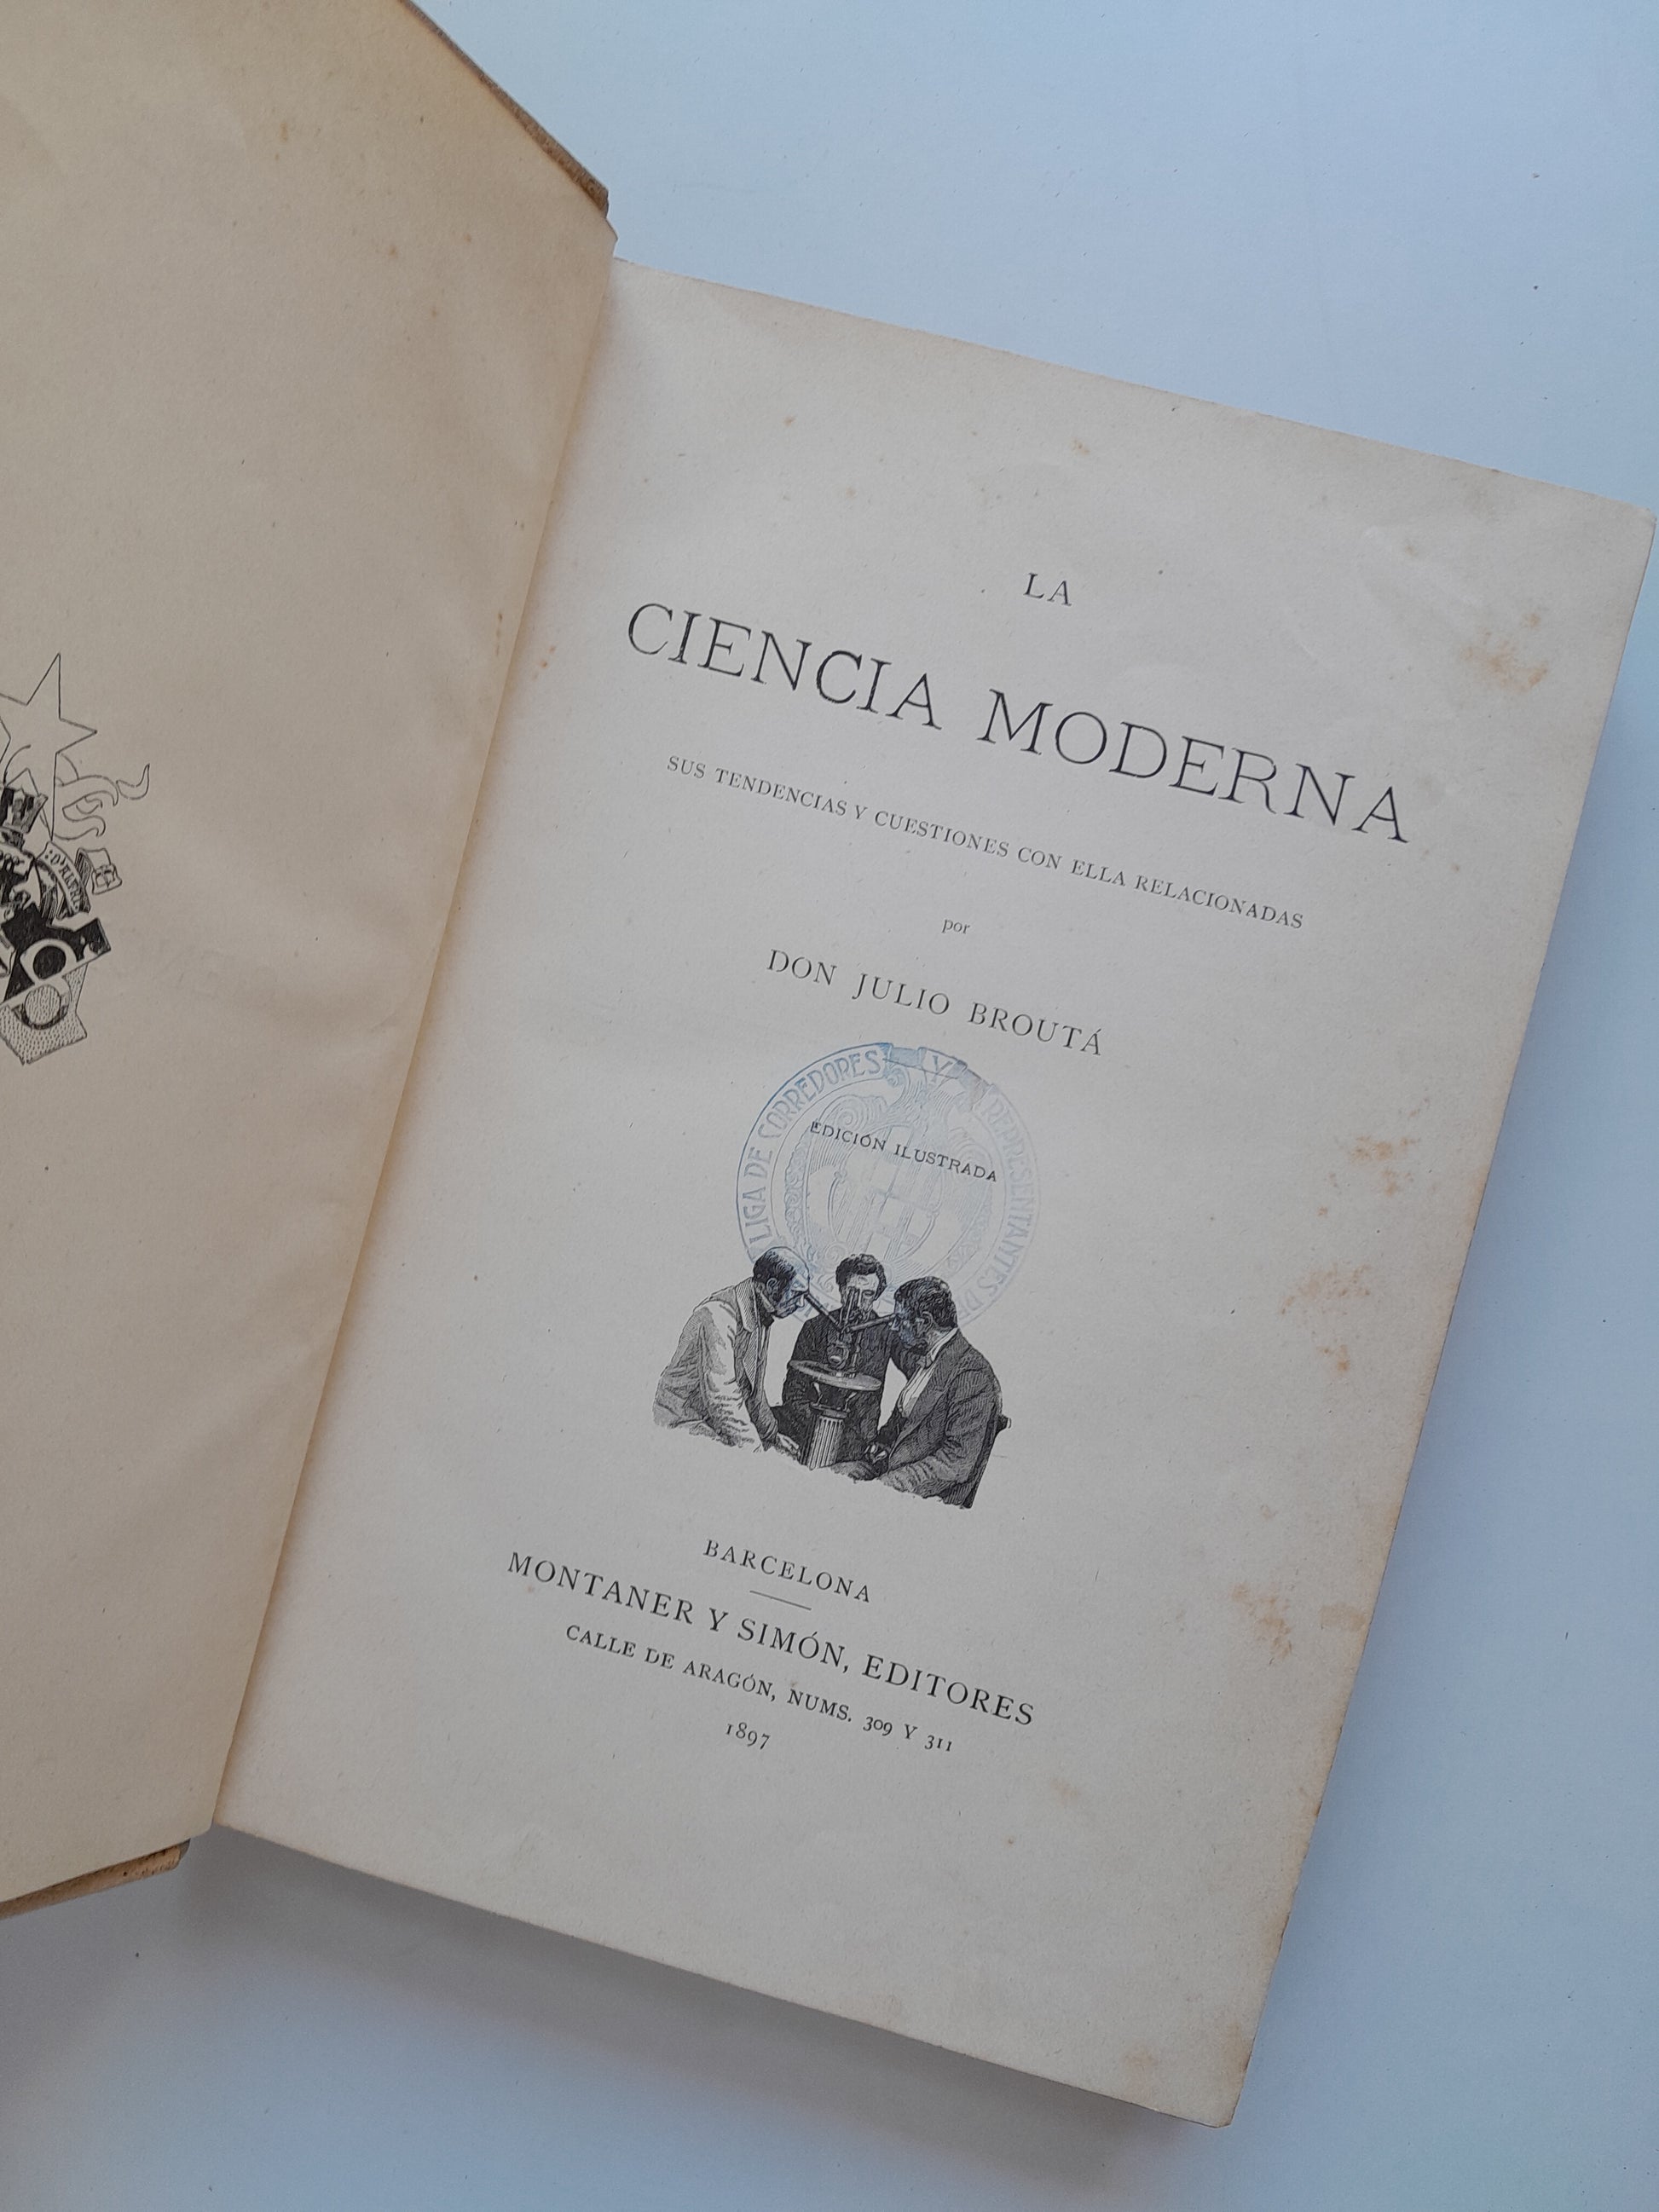 LA
CIENCIA MODERNA
SUS TENDENCIAS Y CUESTIONES CON ELLA RELACIONADAS
por
DON JULIO BROUTÁ
LIGA DE CORREDORES Y REPRESENTANTES
EDICIÓN ILUSTRADA
BARCELONA
MONTANER Y SIMÓN, EDITORES
CALLE DE ARAGÓN, NUMS. 309 Y 311
1897